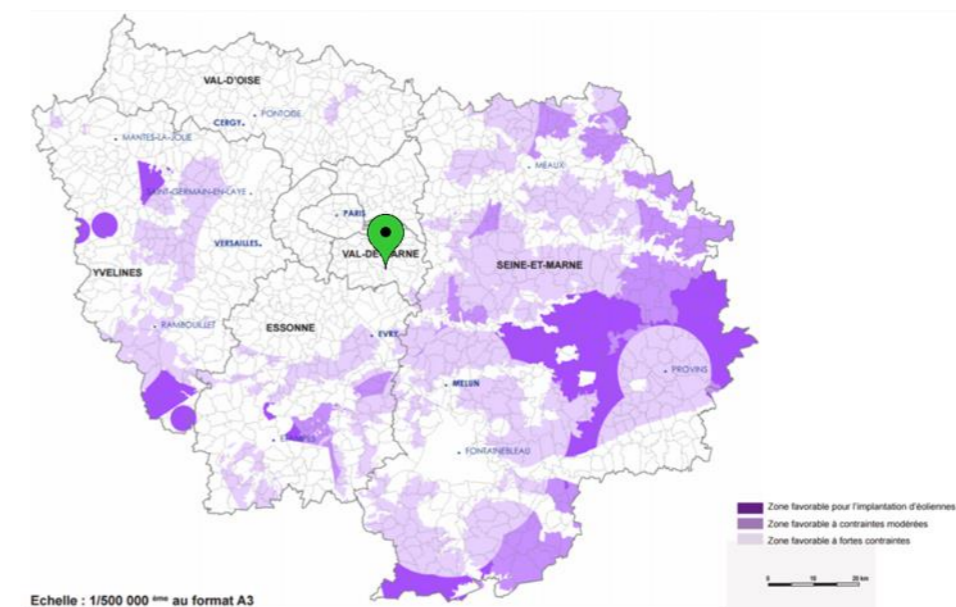 VAL-D'OISE
PONTOISE
CERGY
MANTES-LA-JOLIE
MEAUX
SAINT-GERMAIN-EN-LAYE
PARIS
VERSAILLES
VAL-DE
ARNE
SEINE-ET-MARNE
YVELINES
RAMBOUILLET
ESSONNE
EVRY
PROVINS
MELUN
FONTAINEBLEAU
Zone favorable pour l'implantation d'éoliennes
Zone favorable à contraintes modérées
Zone favorable à fortes contraintes
0 10 20 km
Echelle : 1/500 000 ème au format A3